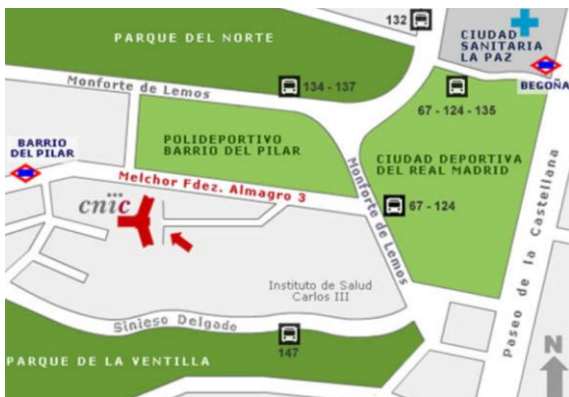 132
PARQUE DEL NORTE
CIUDAD
SANITARIA
LA PAZ
BEGOÑA
Monforte de Lemos
134 - 137
67 - 124 - 135
BARRIO
DEL PILAR
POLIDEPORTIVO
BARRIO DEL PILAR
CIUDAD DEPORTIVA
DEL REAL MADRID
Melchor Fdez. Almagro 3
cnic
Monforte de Lemos
67 - 124
Paseo de la Castellana
Instituto de Salud
Carlos III
Sinieso Delgado
147
PARQUE DE LA VENTILLA
N